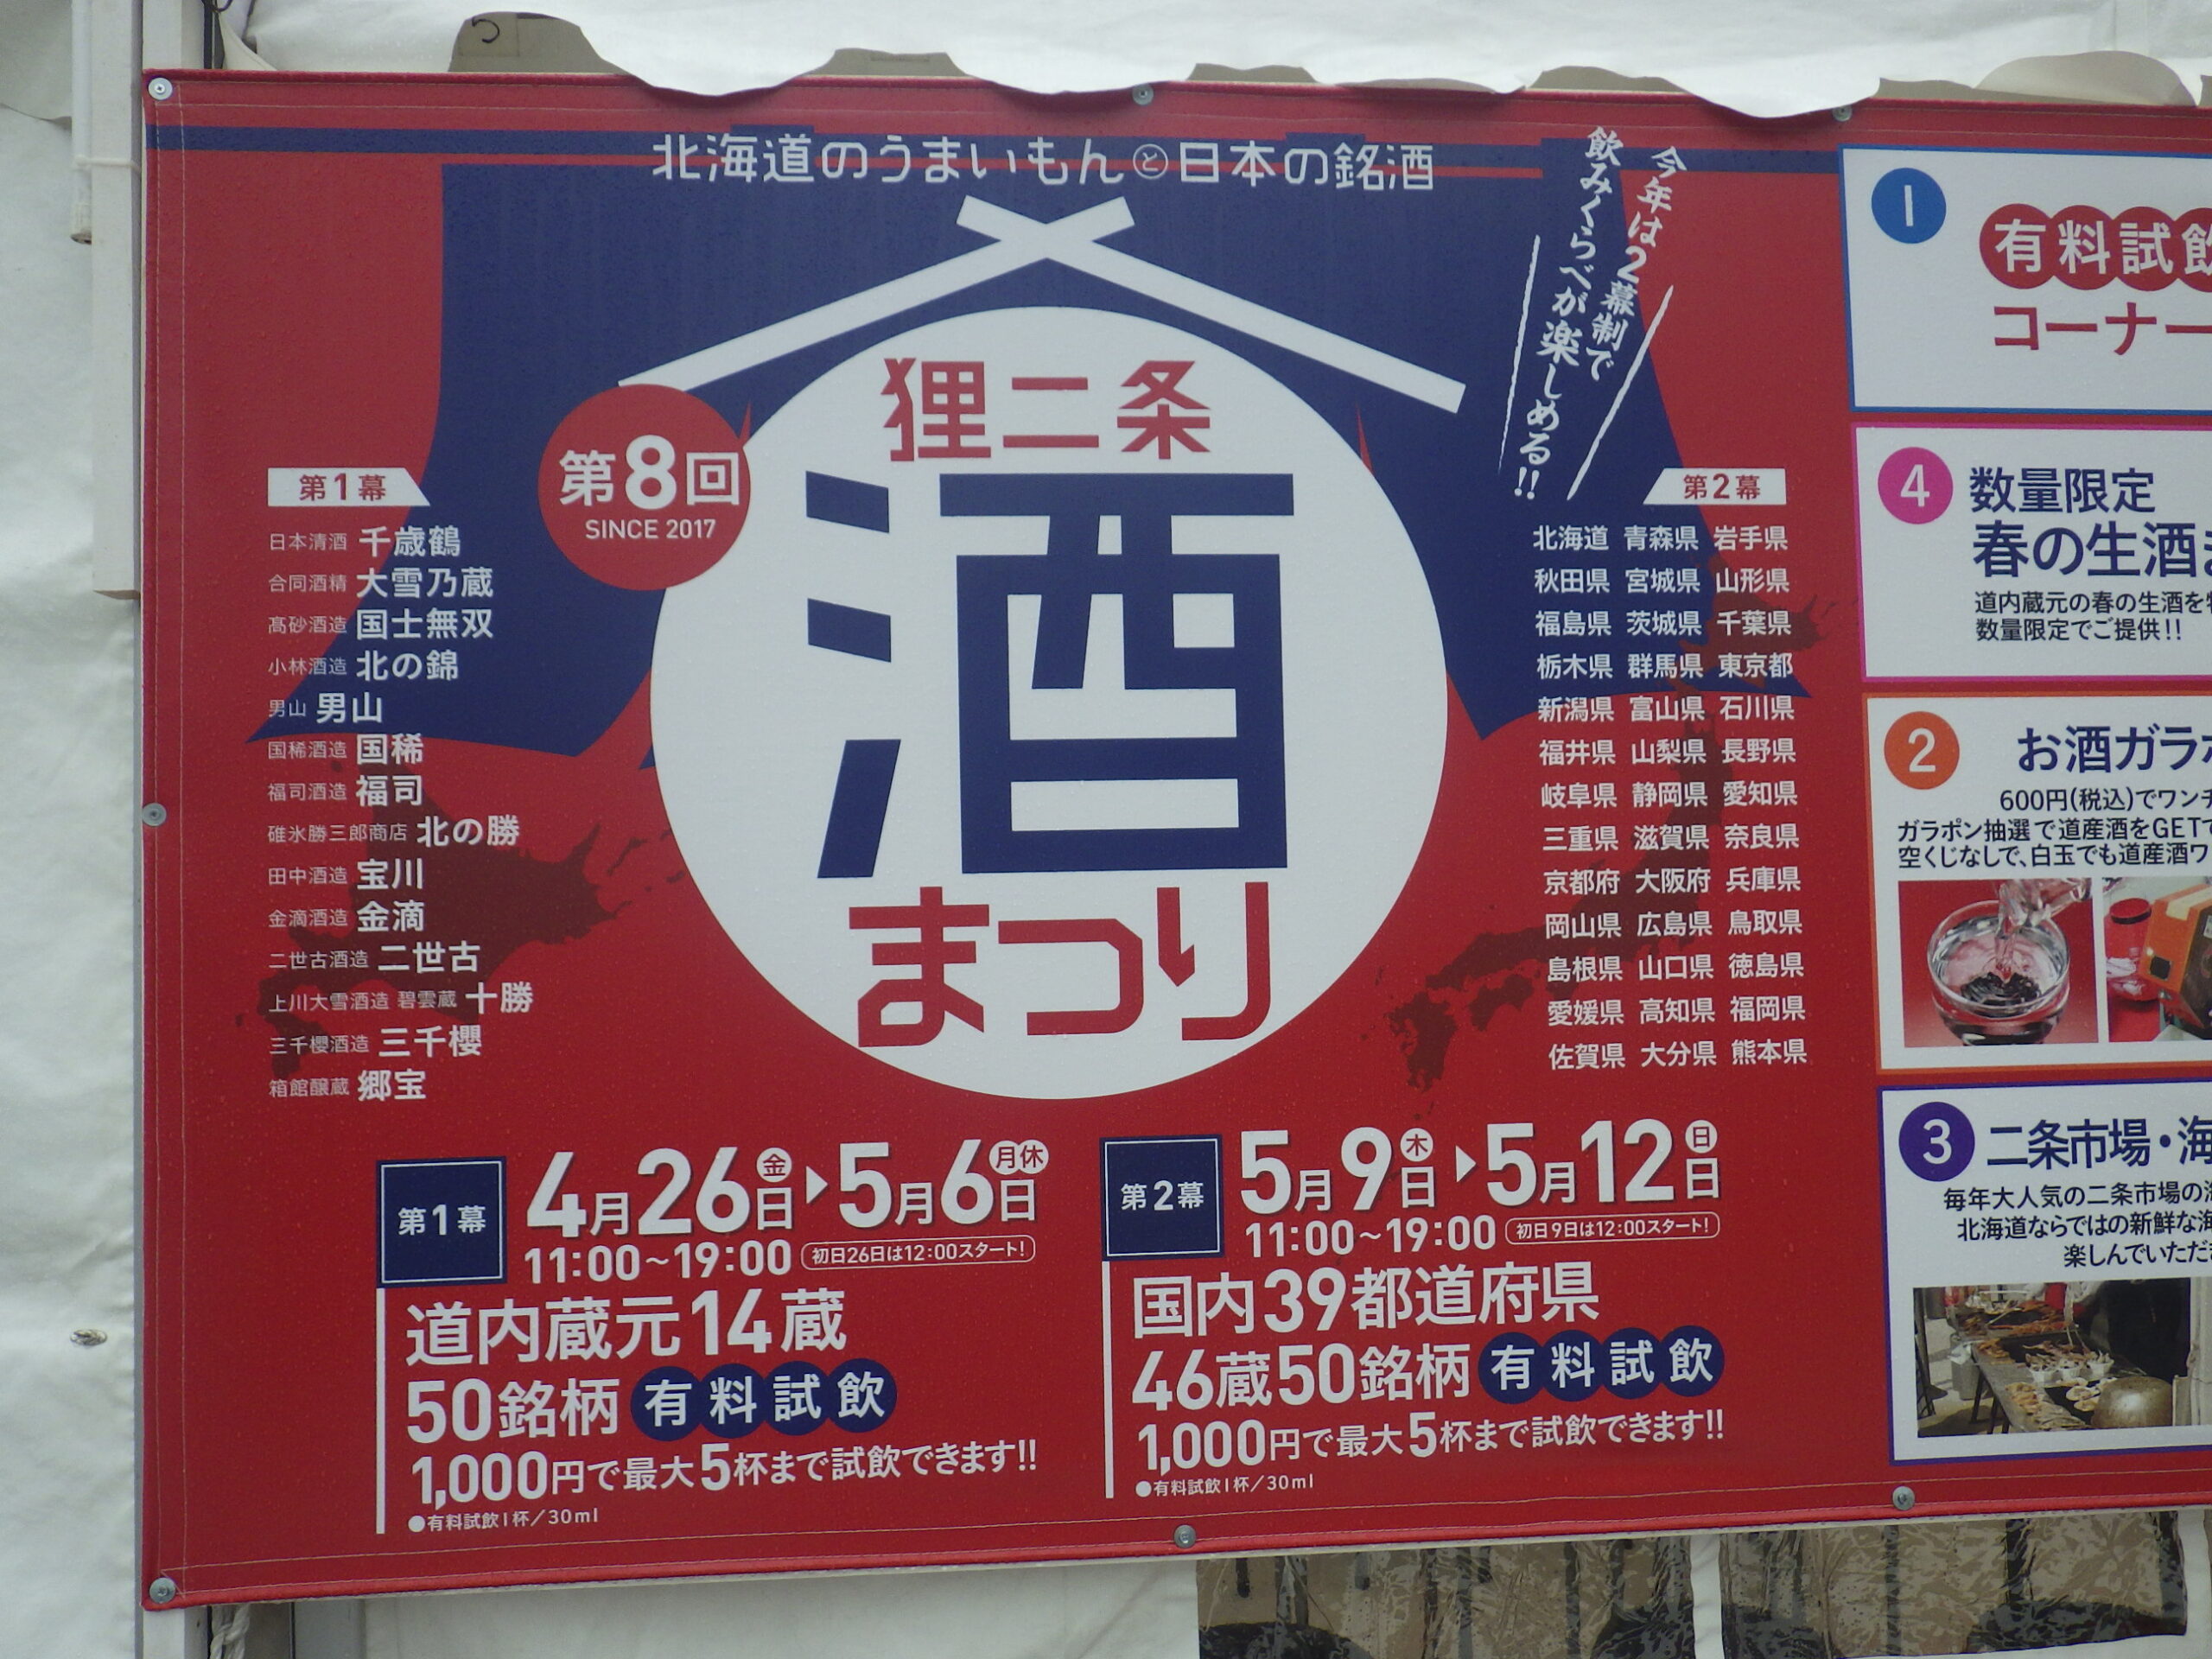 5
北海道のうまいもんと日本の銘酒
今年は2幕制で
飲みくらべが楽しめる!!
第8回
SINCE 2017
狸二条
酒
まつり
第1幕
日本清酒 千歳鶴
合同酒精 大雪乃蔵
髙砂酒造 国士無双
小林酒造 北の錦
男山 男山
国稀酒造 国稀
福司酒造 福司
碓氷勝三郎商店 北の勝
田中酒造 宝川
金滴酒造 金滴
二世古酒造 二世古
上川大雪酒造 碧雲蔵 十勝
三千櫻酒造 三千櫻
箱館醸蔵 郷宝
第2幕
北海道 青森県 岩手県
秋田県 宮城県 山形県
福島県 茨城県 千葉県
栃木県 群馬県 東京都
新潟県 富山県 石川県
福井県 山梨県 長野県
岐阜県 静岡県 愛知県
三重県 滋賀県 奈良県
京都府 大阪府 兵庫県
岡山県 広島県 鳥取県
島根県 山口県 徳島県
愛媛県 高知県 福岡県
佐賀県 大分県 熊本県
第1幕
4月26日金▶5月6日月休
11:00～19:00 初日26日は12:00スタート!
道内蔵元14蔵
50銘柄 有料試飲
1,000円で最大5杯まで試飲できます!!
●有料試飲1杯／30ml
第2幕
5月9日木▶5月12日日
11:00～19:00 初日9日は12:00スタート!
国内39都道府県
46蔵50銘柄 有料試飲
1,000円で最大5杯まで試飲できます!!
●有料試飲1杯／30ml
1
有料試飲
コーナー
4
数量限定
春の生酒
道内蔵元の春の生酒を
数量限定でご提供!!
2
お酒ガラ
600円(税込)でワン
ガラポン抽選で道産酒をGET
空くじなしで、白玉でも道産酒ワ
3
二条市場・海
毎年大人気の二条市場の
北海道ならではの新鮮な海
楽しんでいただ